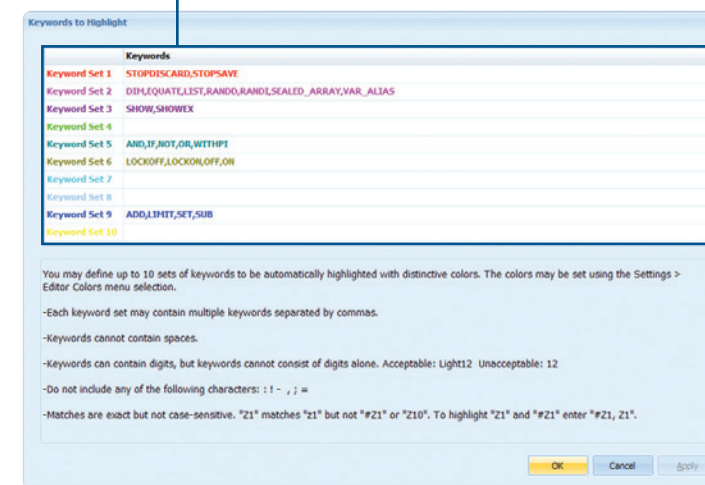 Keywords to Highlight
Keywords
Keyword Set 1 STOPDISCARD,STOPSAVE
Keyword Set 2 DIM,EQUATE,LIST,RANDO,RANDI,SEALED_ARRAY,VAR_ALIAS
Keyword Set 3 SHOW,SHOWEX
Keyword Set 4
Keyword Set 5 AND,IF,NOT,OR,WITHPI
Keyword Set 6 LOCKOFF,LOCKON,OFF,ON
Keyword Set 7
Keyword Set 8
Keyword Set 9 ADD,LIMIT,SET,SUB
Keyword Set 10
You may define up to 10 sets of keywords to be automatically highlighted with distinctive colors. The colors may be set using the Settings >
Editor Colors menu selection.
-Each keyword set may contain multiple keywords separated by commas.
-Keywords cannot contain spaces.
-Keywords can contain digits, but keywords cannot consist of digits alone. Acceptable: Light12 Unacceptable: 12
-Do not include any of the following characters: : ! - , ; =
-Matches are exact but not case-sensitive. "Z1" matches "z1" but not "#Z1" or "Z10". To highlight "Z1" and "#Z1" enter "#Z1, Z1".
OK Cancel Apply